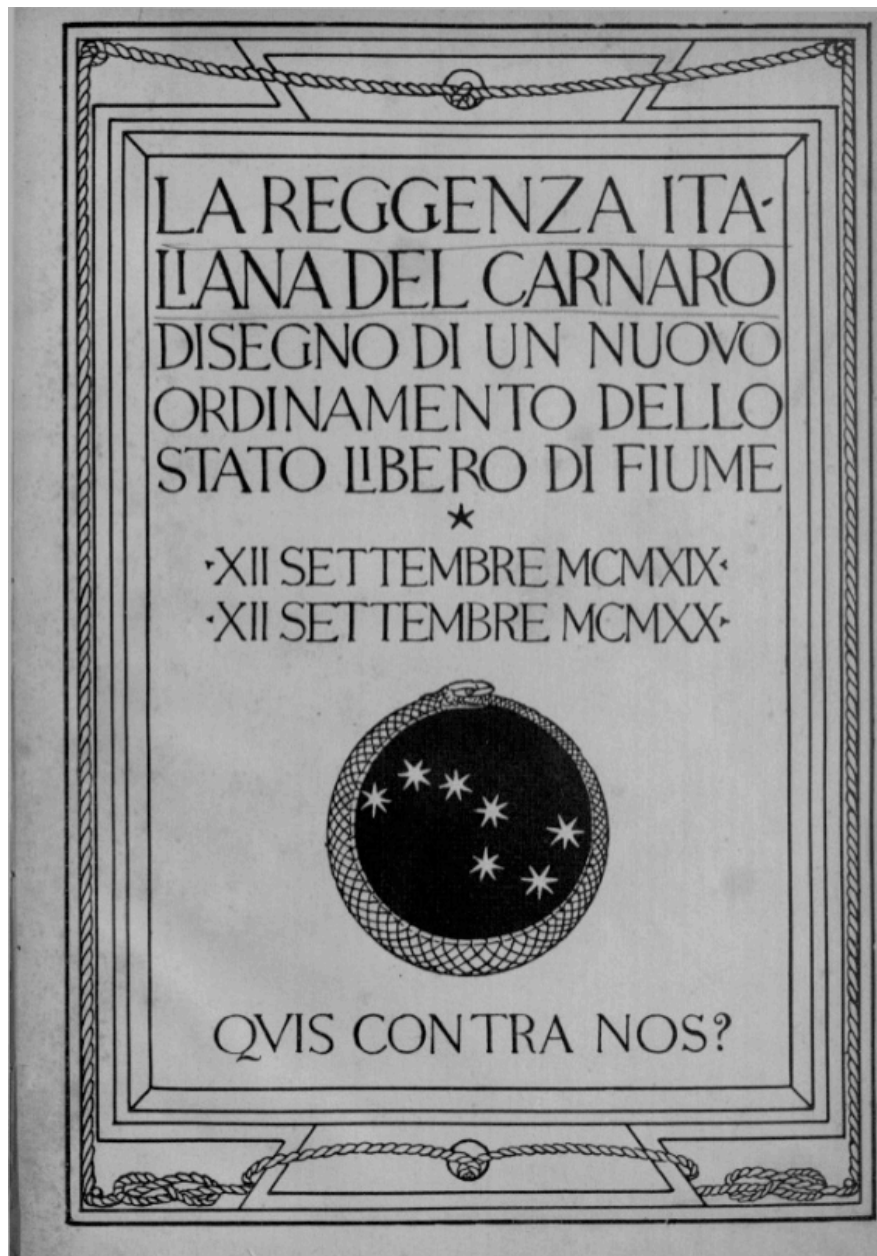 LA REGGENZA ITA-
LIANA DEL CARNARO
DISEGNO DI UN NUOVO
ORDINAMENTO DELLO
STATO LIBERO DI FIUME
★
·XII SETTEMBRE MCMXIX·
·XII SETTEMBRE MCMXX·
QVIS CONTRA NOS?